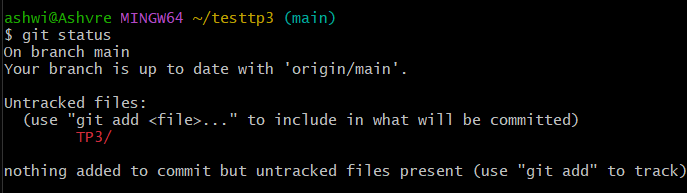 ashwi@Ashvre MINGW64 ~/testtp3 (main)
$ git status
On branch main
Your branch is up to date with 'origin/main'.

Untracked files:
  (use "git add <file>..." to include in what will be committed)
        TP3/

nothing added to commit but untracked files present (use "git add" to track)